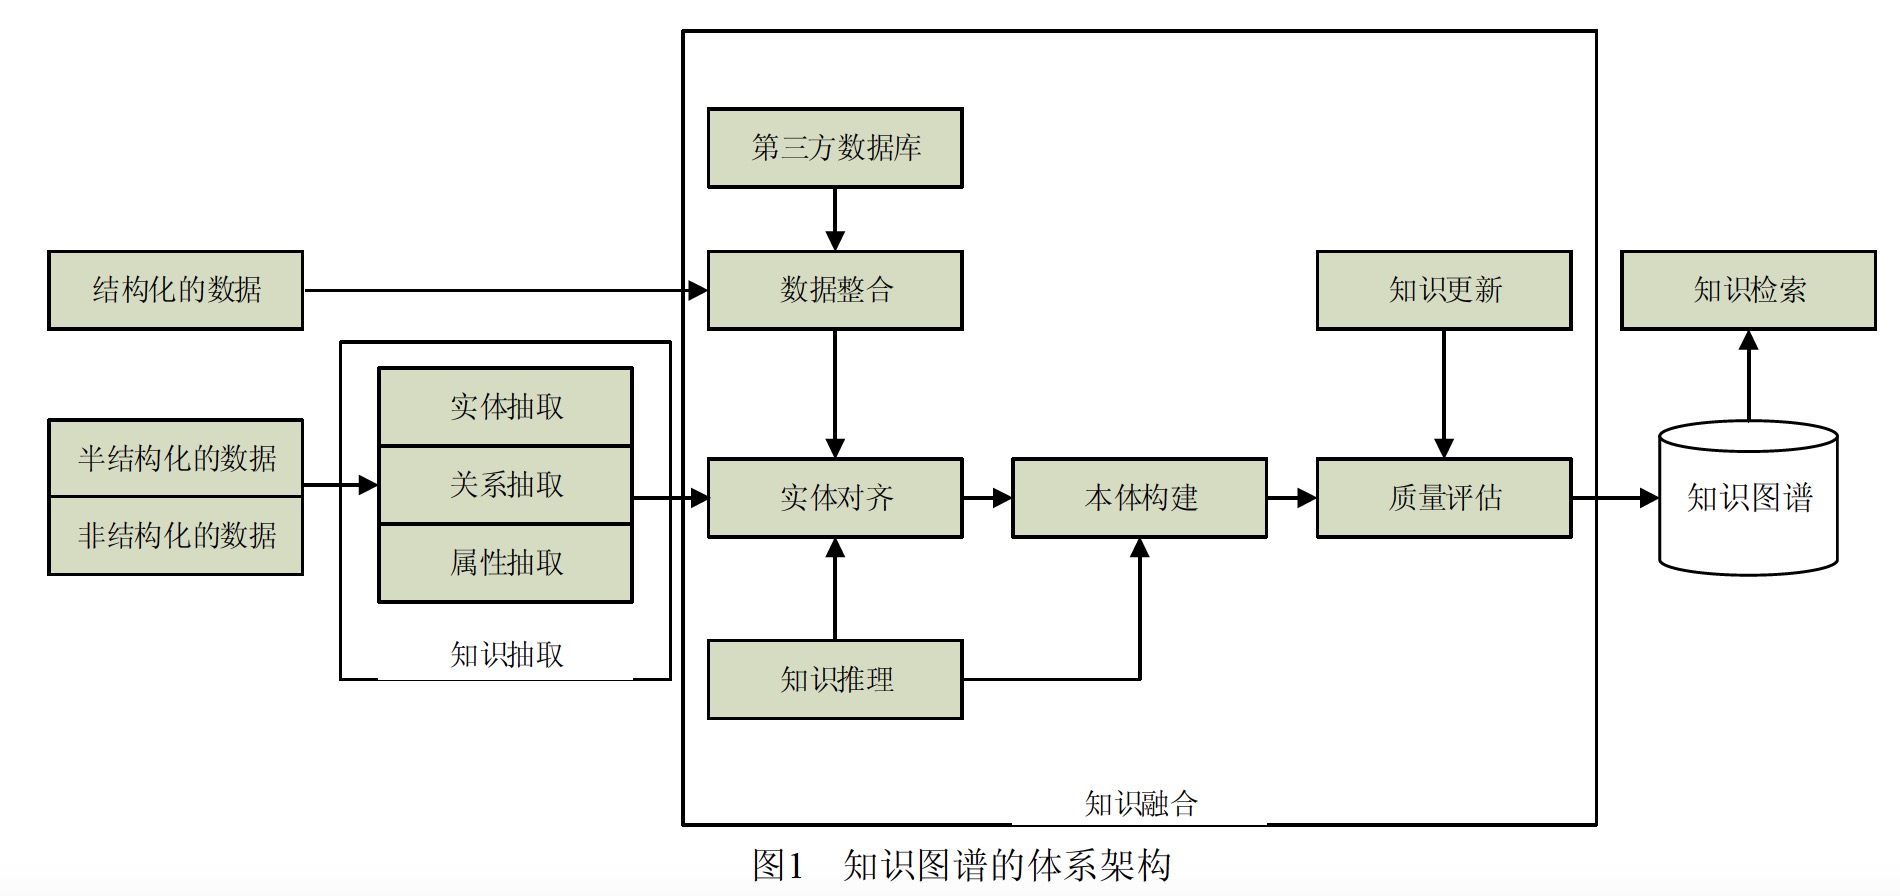 第三方数据库
结构化的数据
数据整合
知识更新
知识检索
半结构化的数据
非结构化的数据
实体抽取
关系抽取
属性抽取
知识抽取
实体对齐
本体构建
质量评估
知识图谱
知识推理
知识融合
图1 知识图谱的体系架构